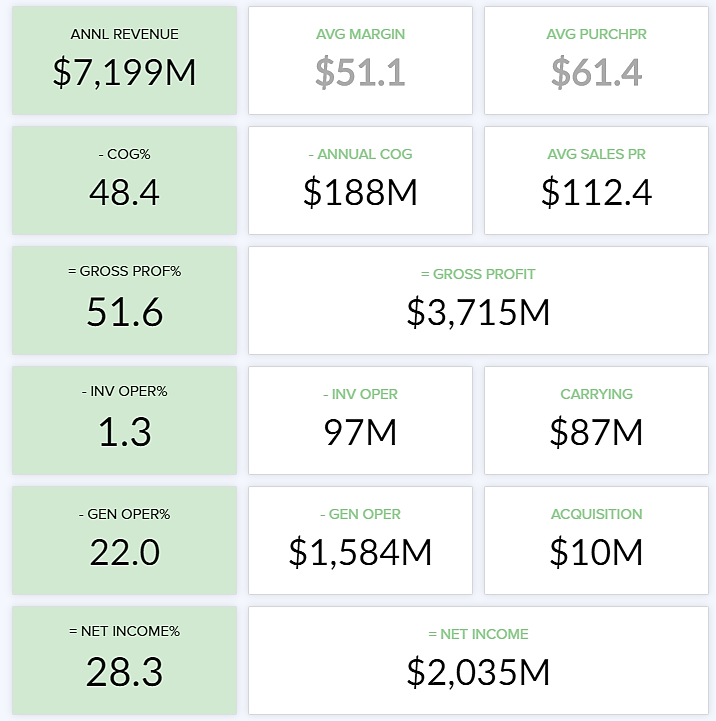 ANNL REVENUE
$7,199M
AVG MARGIN
$51.1
AVG PURCHPR
$61.4
- COG%
48.4
- ANNUAL COG
$188M
AVG SALES PR
$112.4
= GROSS PROF%
51.6
= GROSS PROFIT
$3,715M
- INV OPER%
1.3
- INV OPER
97M
CARRYING
$87M
- GEN OPER%
22.0
- GEN OPER
$1,584M
ACQUISITION
$10M
= NET INCOME%
28.3
= NET INCOME
$2,035M